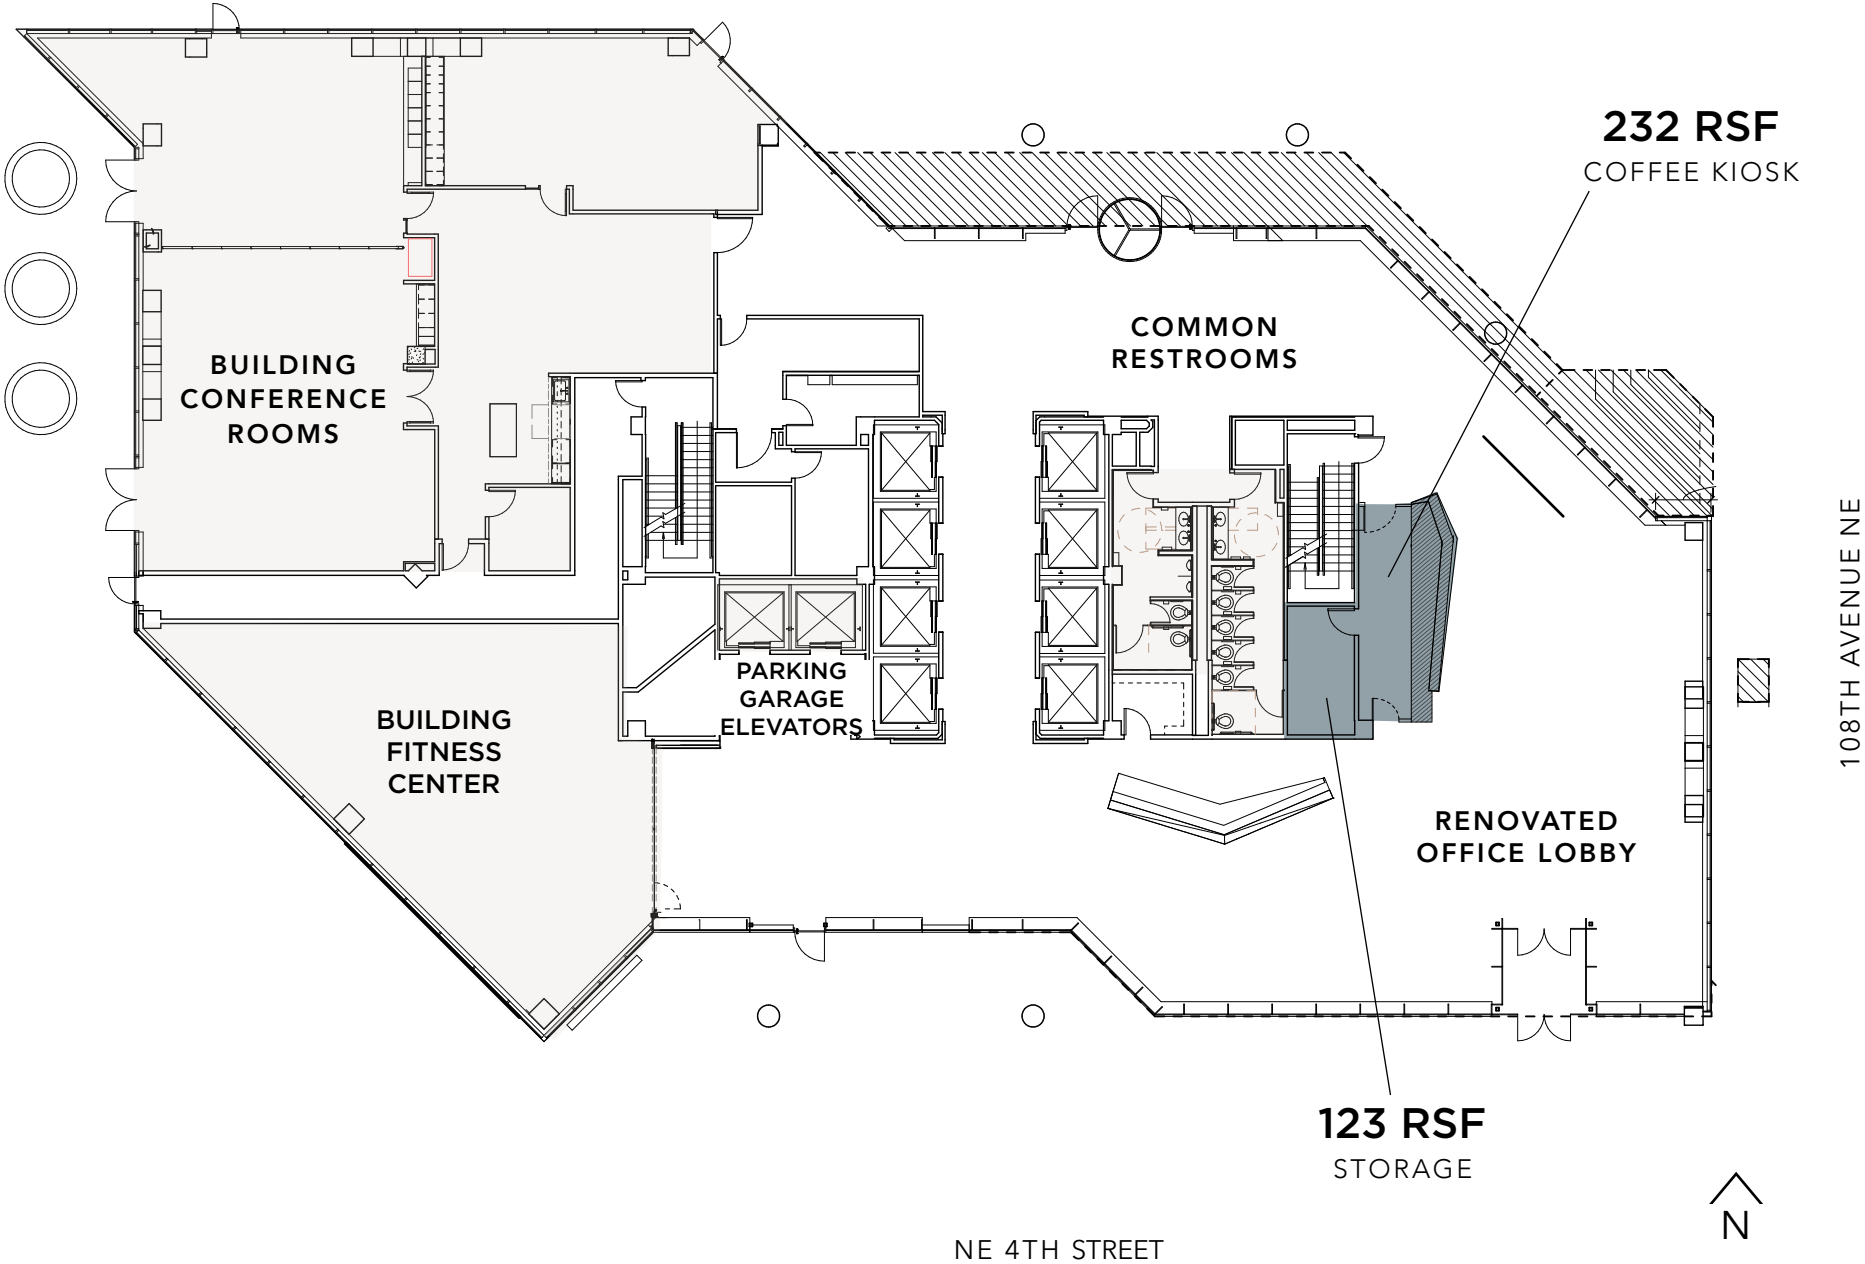 232 RSF
COFFEE KIOSK
COMMON
RESTROOMS
BUILDING
CONFERENCE
ROOMS
PARKING
GARAGE
ELEVATORS
BUILDING
FITNESS
CENTER
RENOVATED
OFFICE LOBBY
108TH AVENUE NE
123 RSF
STORAGE
N
NE 4TH STREET